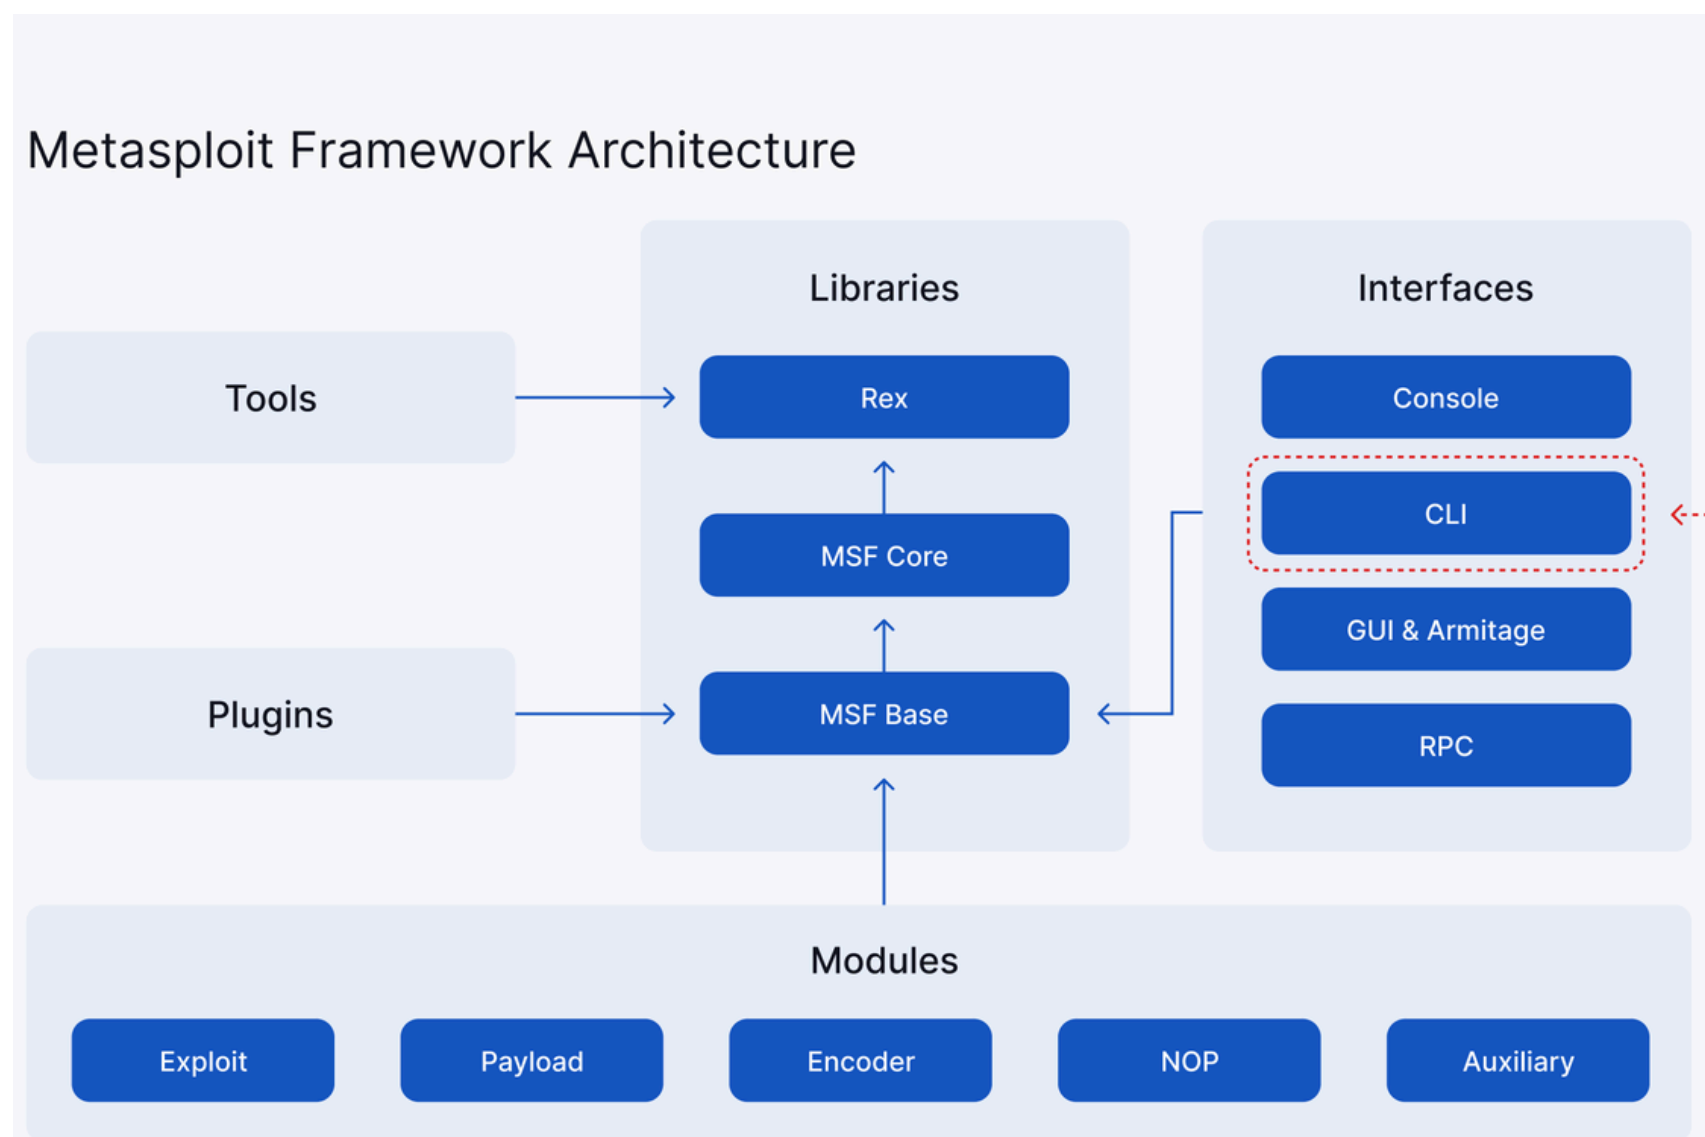 Metasploit Framework Architecture
Tools
Plugins
Libraries
Rex
MSF Core
MSF Base
Interfaces
Console
CLI
GUI & Armitage
RPC
Modules
Exploit
Payload
Encoder
NOP
Auxiliary